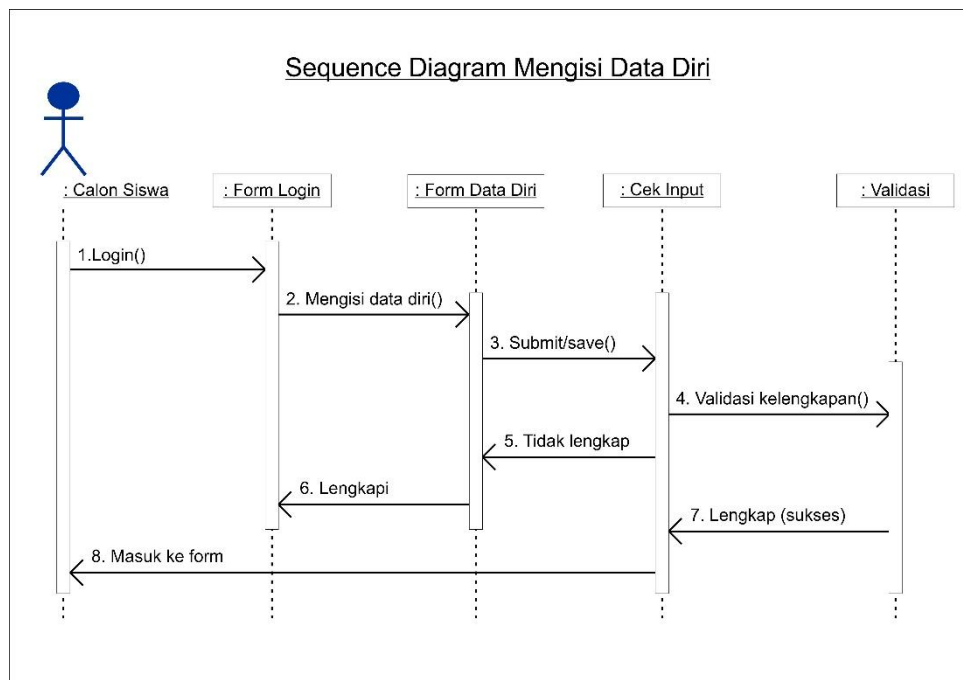 Sequence Diagram Mengisi Data Diri
: Calon Siswa
: Form Login
: Form Data Diri
: Cek Input
: Validasi
1.Login()
2. Mengisi data diri()
3. Submit/save()
4. Validasi kelengkapan()
5. Tidak lengkap
6. Lengkapi
7. Lengkap (sukses)
8. Masuk ke form